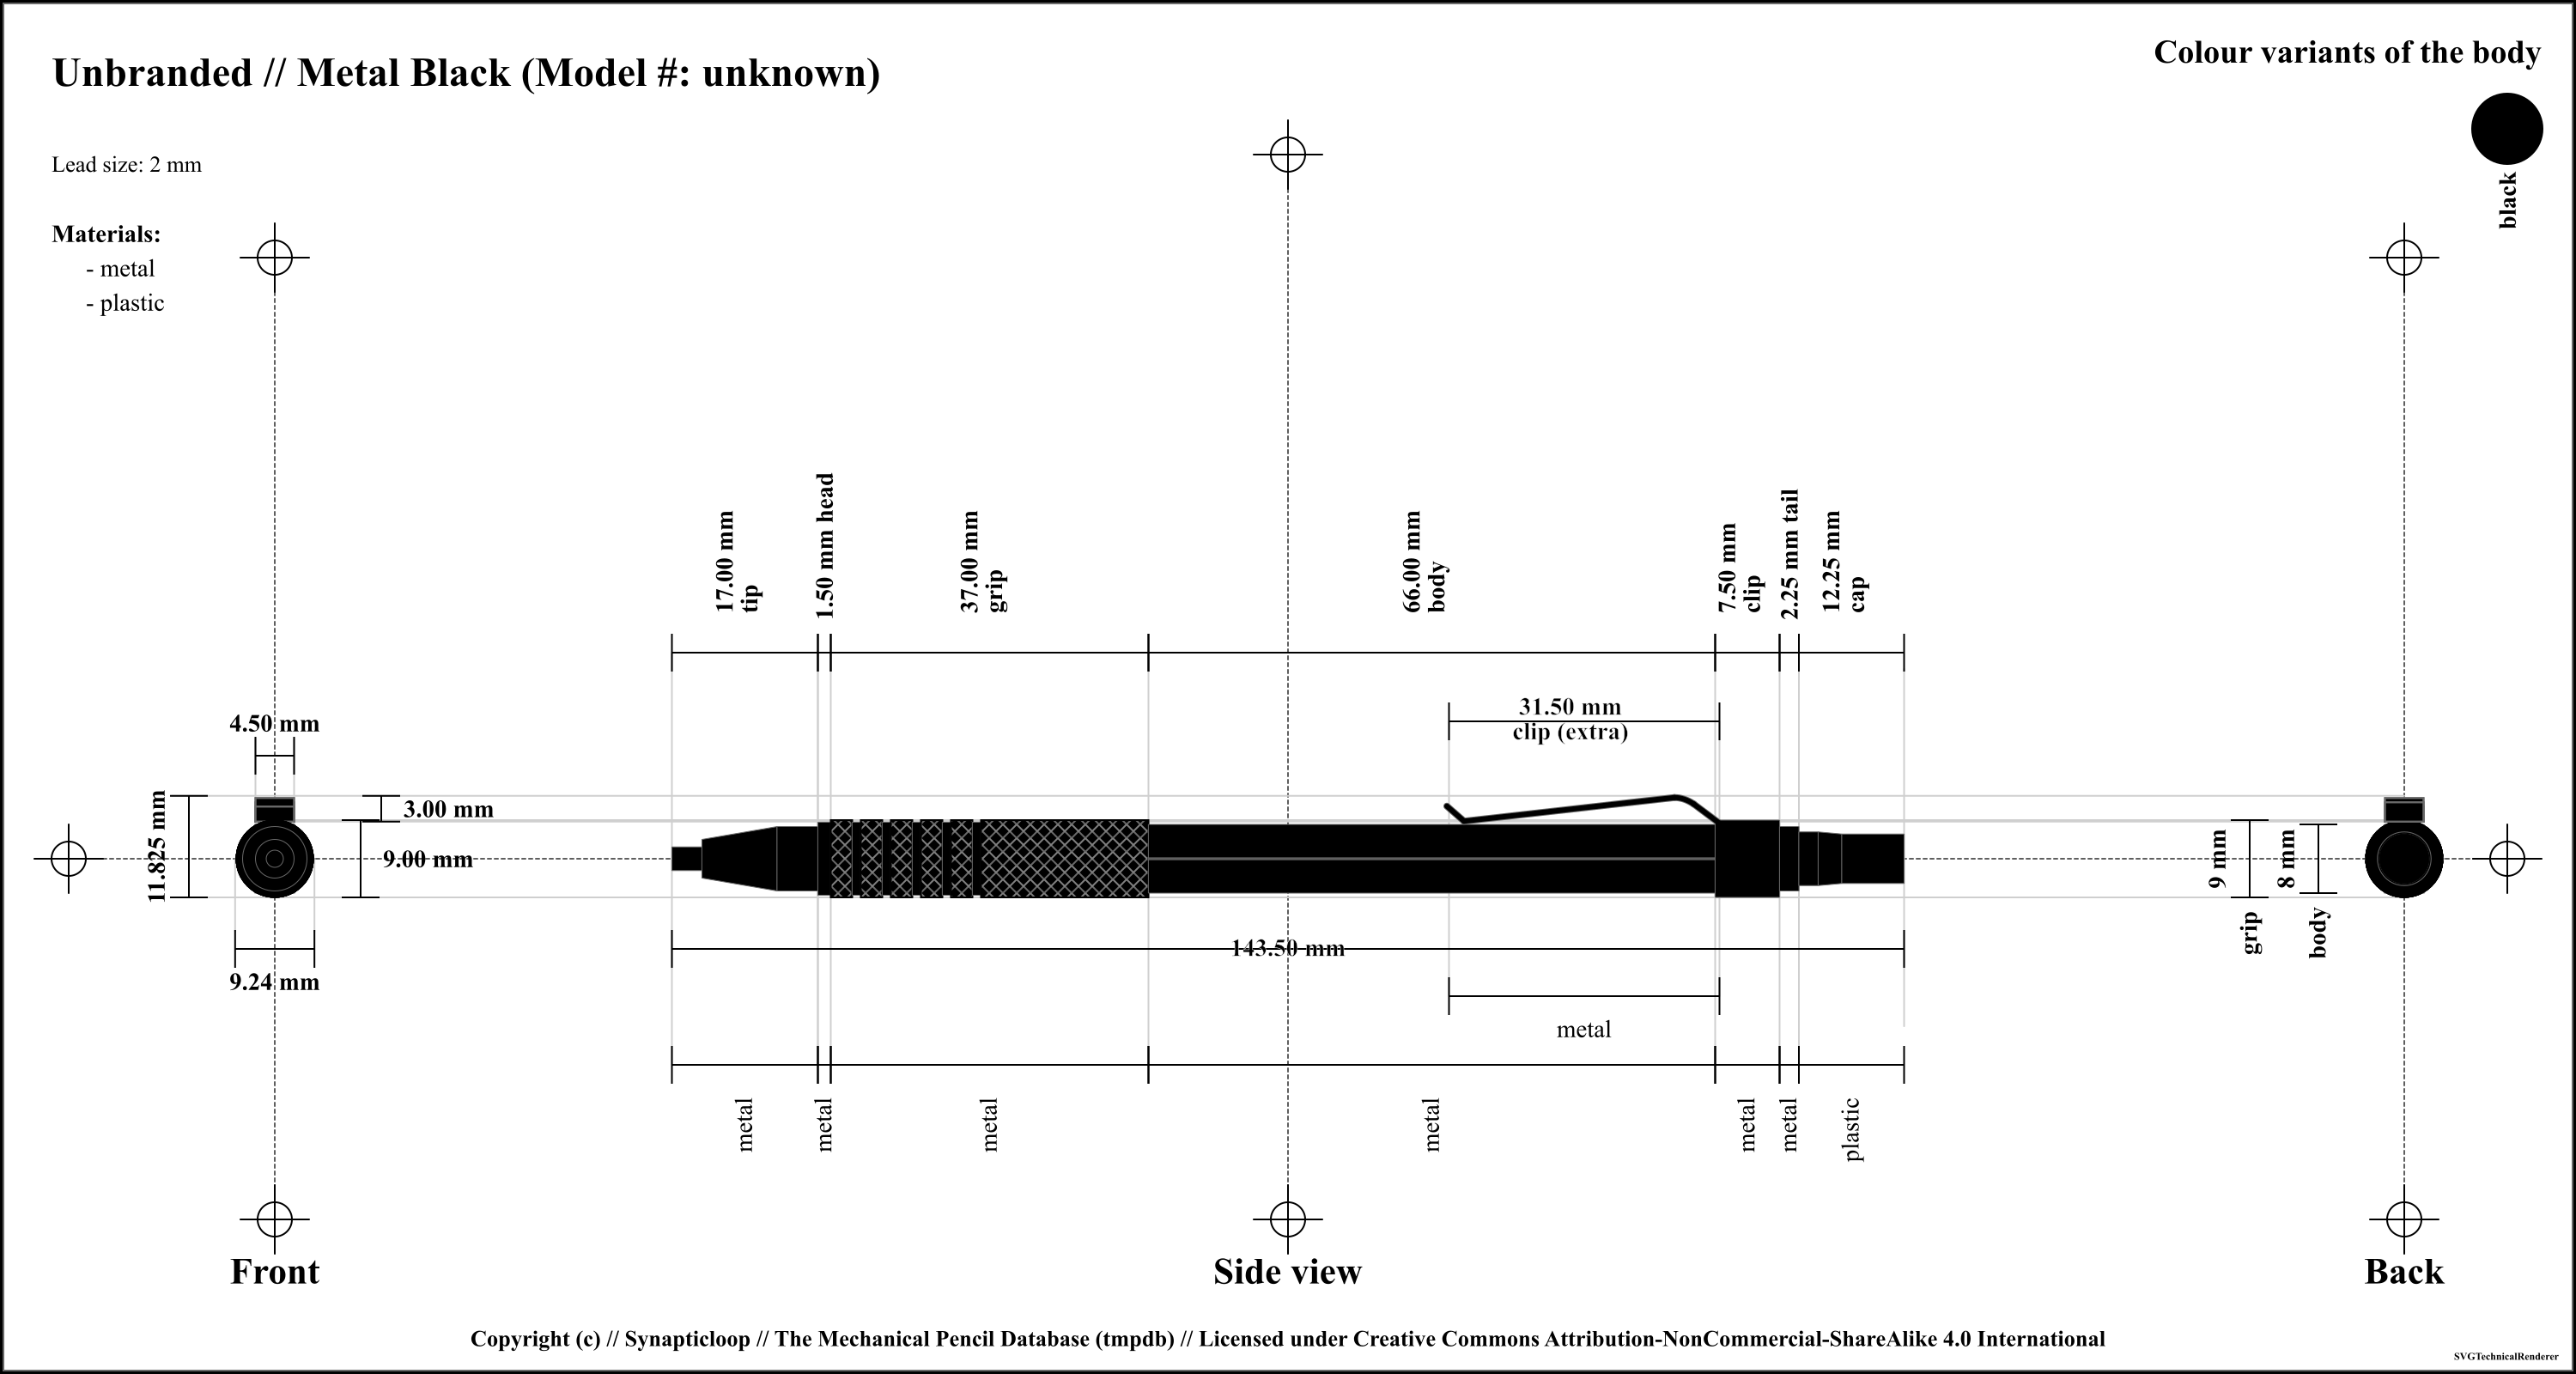 Unbranded // Metal Black (Model #: unknown)
Colour variants of the body
black
Lead size: 2 mm
Materials:
- metal
- plastic
17.00 mm
tip
1.50 mm head
37.00 mm
grip
66.00 mm
body
7.50 mm
clip
2.25 mm tail
12.25 mm
cap
31.50 mm
clip (extra)
4.50 mm
11.825 mm
3.00 mm
9.00 mm
9.24 mm
9 mm
grip
8 mm
body
143.50 mm
metal
metal
metal
metal
metal
metal
metal
plastic
Front
Side view
Back
Copyright (c) // Synapticloop // The Mechanical Pencil Database (tmpdb) // Licensed under Creative Commons Attribution-NonCommercial-ShareAlike 4.0 International
SVGTechnicalRenderer